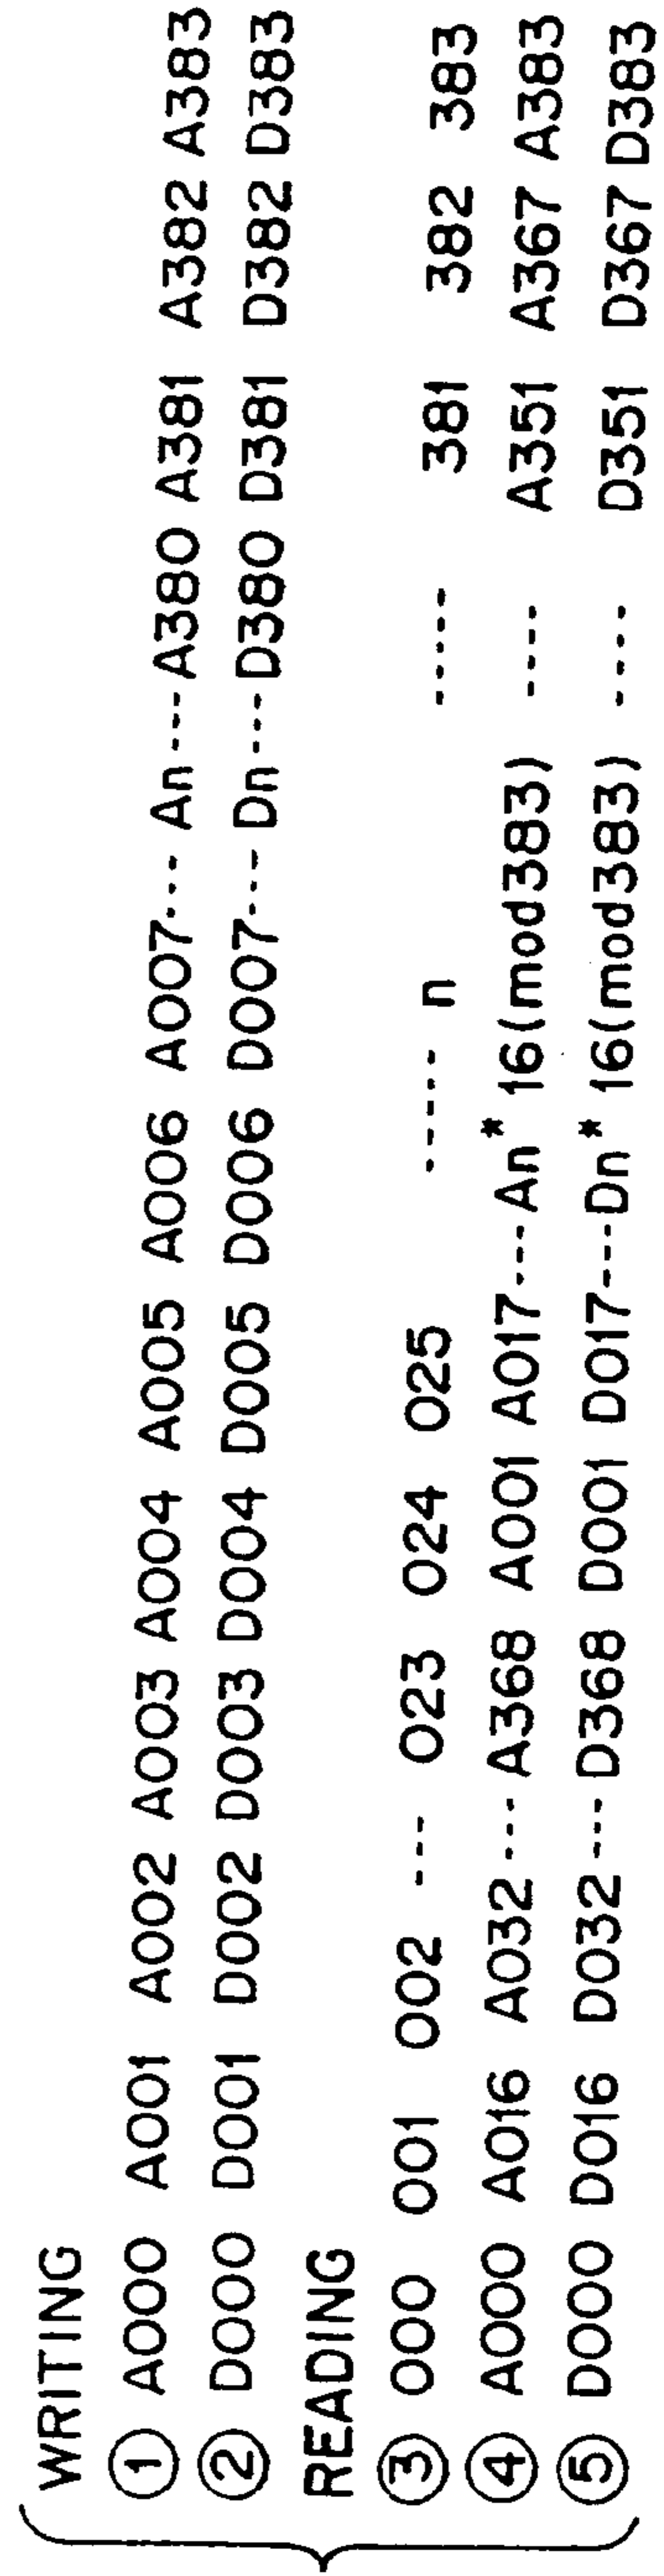 WRITING
① A000 A001 A002 A003 A004 A005 A006 A007--- An---A380 A381 A382 A383
② D000 D001 D002 D003 D004 D005 D006 D007--- Dn---D380 D381 D382 D383
READING
③ 000 001 002 --- 023 024 025 ----- n ----- 381 382 383
④ A000 A016 A032 --- A368 A001 A017---An* 16(mod383) ---- A351 A367 A383
⑤ D000 D016 D032 --- D368 D001 D017---Dn* 16(mod383) ---- D351 D367 D383